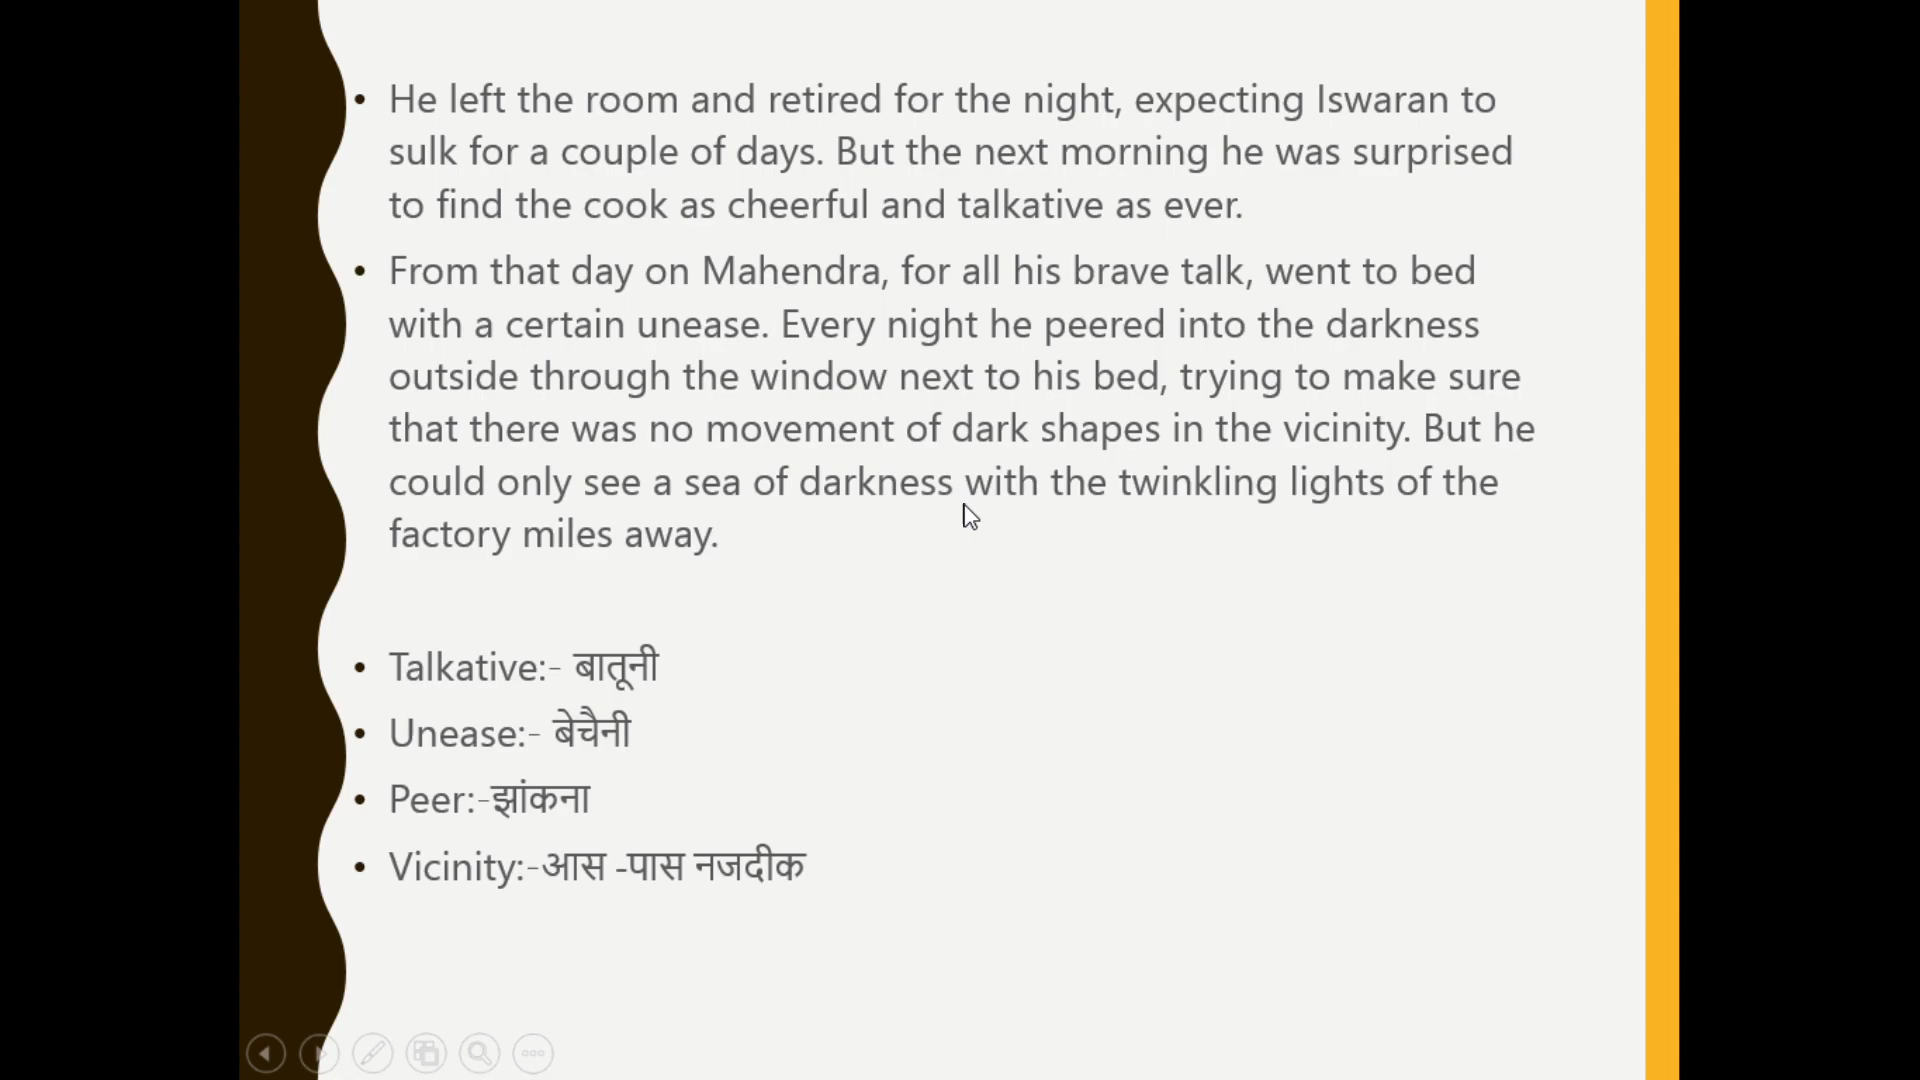 • He left the room and retired for the night, expecting Iswaran to
sulk for a couple of days. But the next morning he was surprised
to find the cook as cheerful and talkative as ever.
• From that day on Mahendra, for all his brave talk, went to bed
with a certain unease. Every night he peered into the darkness
outside through the window next to his bed, trying to make sure
that there was no movement of dark shapes in the vicinity. But he
could only see a sea of darkness with the twinkling lights of the
factory miles away.
• Talkative:- बातूनी
• Unease:- बेचैनी
• Peer:-झांकना
• Vicinity:-आस -पास नजदीक